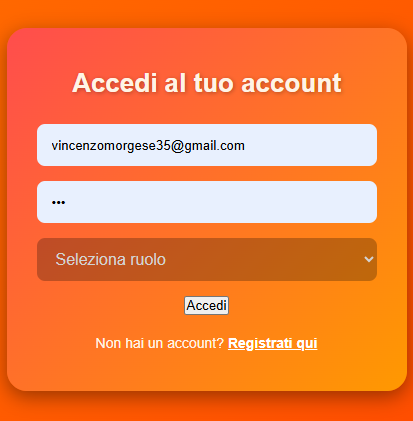 Accedi al tuo account
vincenzomorgese35@gmail.com
•••
Seleziona ruolo
Accedi
Non hai un account? Registrati qui